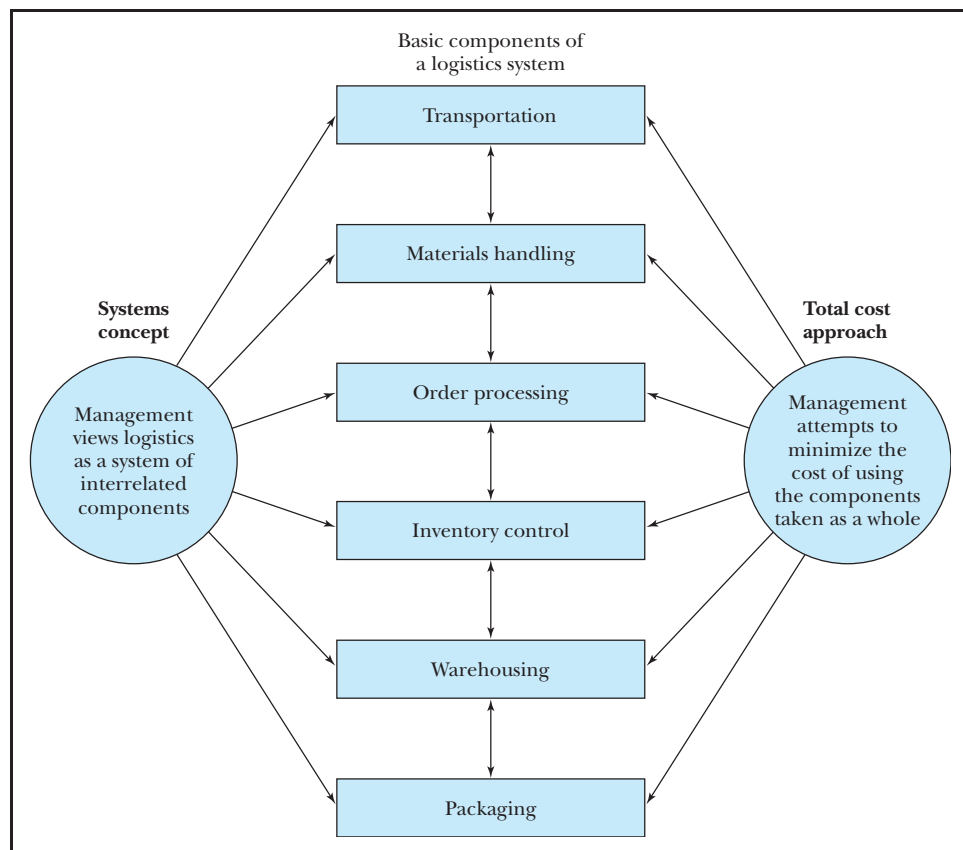 Basic components of
a logistics system
Transportation
Materials handling
Systems
concept
Total cost
approach
Order processing
Management
views logistics
as a system of
interrelated
components
Management
attempts to
minimize the
cost of using
the components
taken as a whole
Inventory control
Warehousing
Packaging